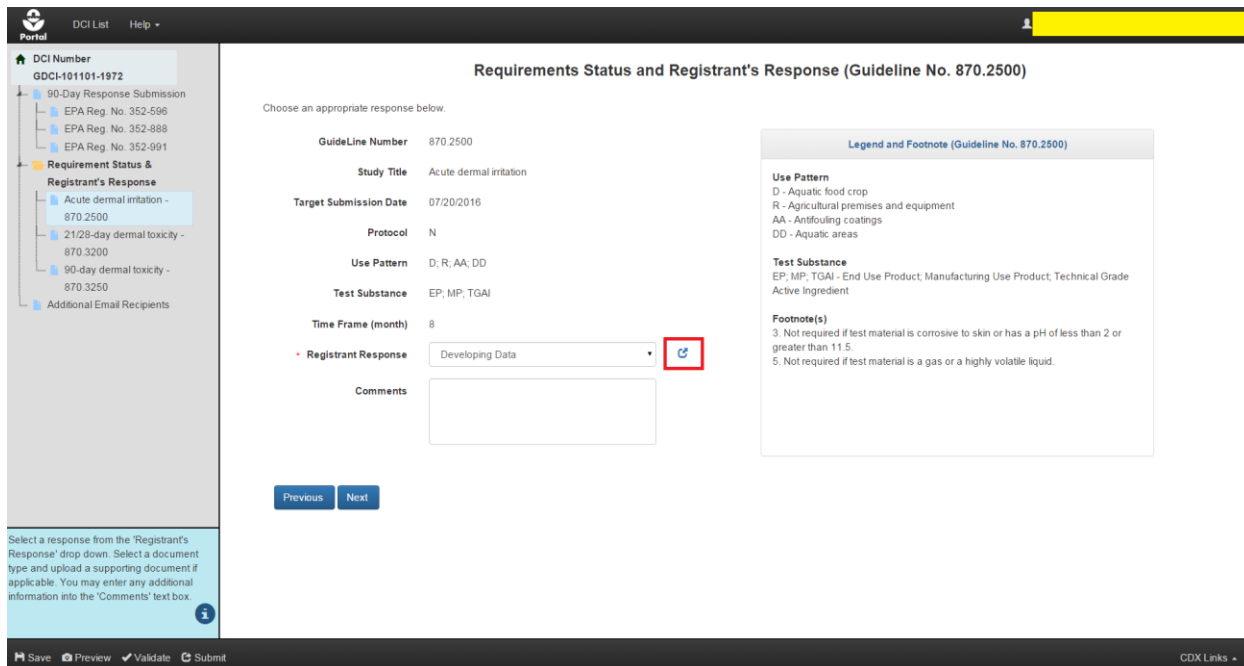 Portal
DCI List Help
DCI Number
GDCI-101101-1972
90-Day Response Submission
EPA Reg. No. 352-596
EPA Reg. No. 352-888
EPA Reg. No. 352-991
Requirement Status &
Registrant's Response
Acute dermal irritation -
870.2500
21/28-day dermal toxicity -
870.3200
90-day dermal toxicity -
870.3250
Additional Email Recipients
Select a response from the 'Registrant's
Response' drop down. Select a document
type and upload a supporting document if
applicable. You may enter any additional
information into the 'Comments' text box.
Requirements Status and Registrant's Response (Guideline No. 870.2500)
Choose an appropriate response below.
GuideLine Number 870.2500
Study Title Acute dermal irritation
Target Submission Date 07/20/2016
Protocol N
Use Pattern D; R; AA; DD
Test Substance EP; MP; TGAI
Time Frame (month) 8
* Registrant Response Developing Data
Comments
Previous Next
Legend and Footnote (Guideline No. 870.2500)
Use Pattern
D - Aquatic food crop
R - Agricultural premises and equipment
AA - Antifouling coatings
DD - Aquatic areas
Test Substance
EP; MP; TGAI - End Use Product; Manufacturing Use Product; Technical Grade
Active Ingredient
Footnote(s)
3. Not required if test material is corrosive to skin or has a pH of less than 2 or
greater than 11.5.
5. Not required if test material is a gas or a highly volatile liquid.
Save Preview Validate Submit
CDX Links